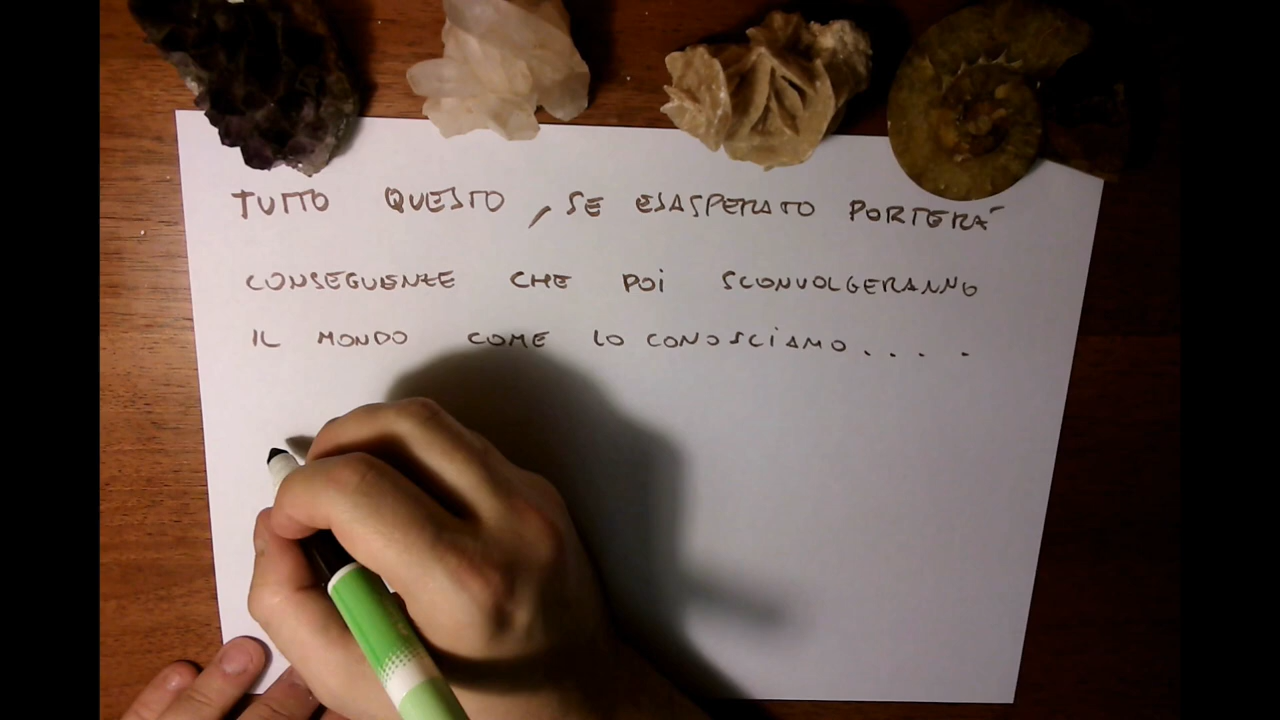 TUTTO QUESTO, SE ESASPERATO PORTERÀ
CONSEGUENZE CHE POI SCONVOLGERANNO
IL MONDO COME LO CONOSCIAMO.....